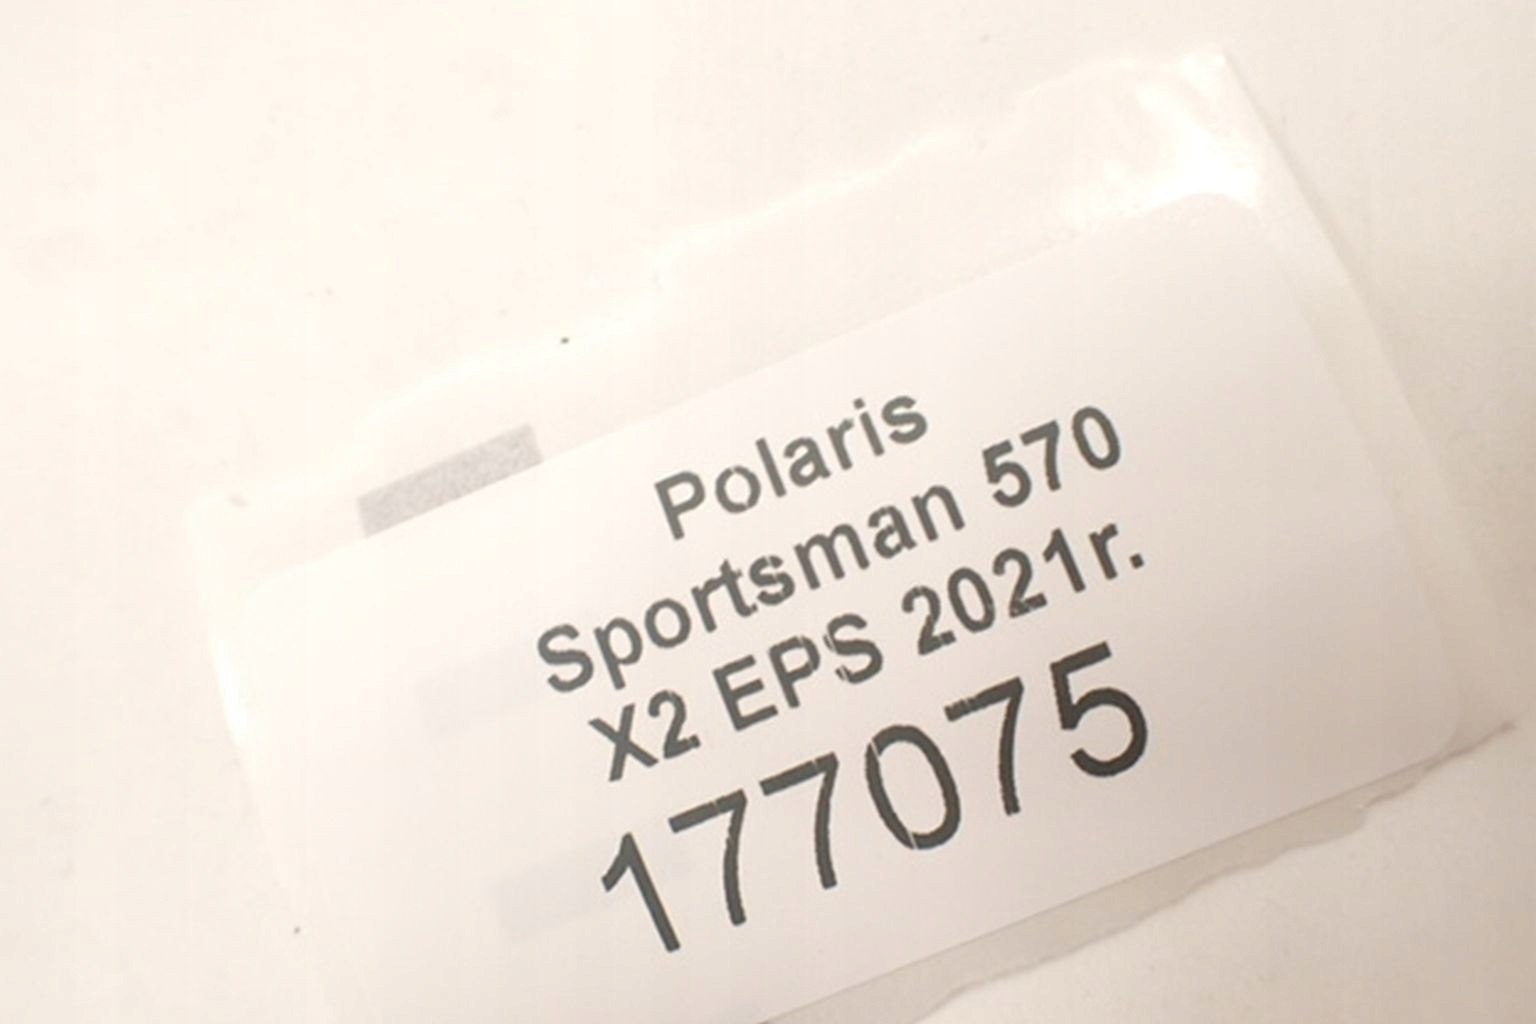 Polaris
Sportsman 570
X2 EPS 2021r.
177075